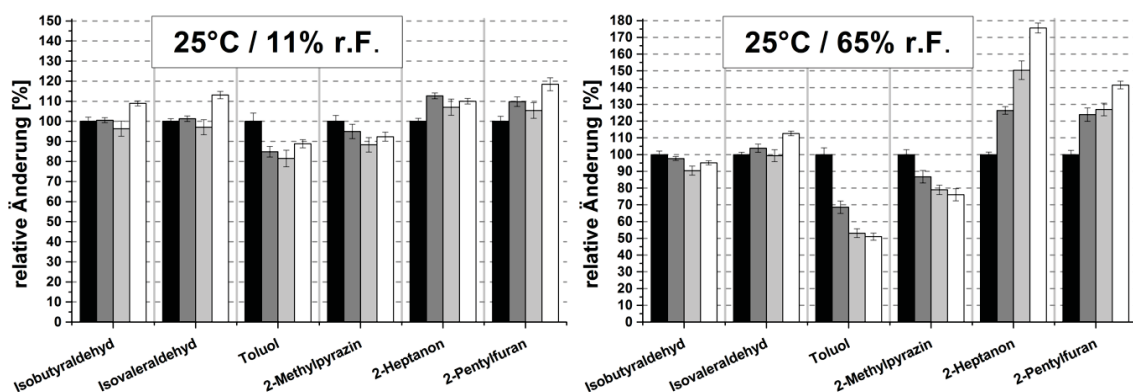 25°C / 11% r.F.
relative Änderung [%]
150
140
130
120
110
100
90
80
70
60
50
40
30
20
10
0
Isobutyraldehyd
Isovaleraldehyd
Toluol
2-Methylpyrazin
2-Heptanon
2-Pentylfuran
25°C / 65% r.F.
relative Änderung [%]
180
170
160
150
140
130
120
110
100
90
80
70
60
50
40
30
20
10
0
Isobutyraldehyd
Isovaleraldehyd
Toluol
2-Methylpyrazin
2-Heptanon
2-Pentylfuran